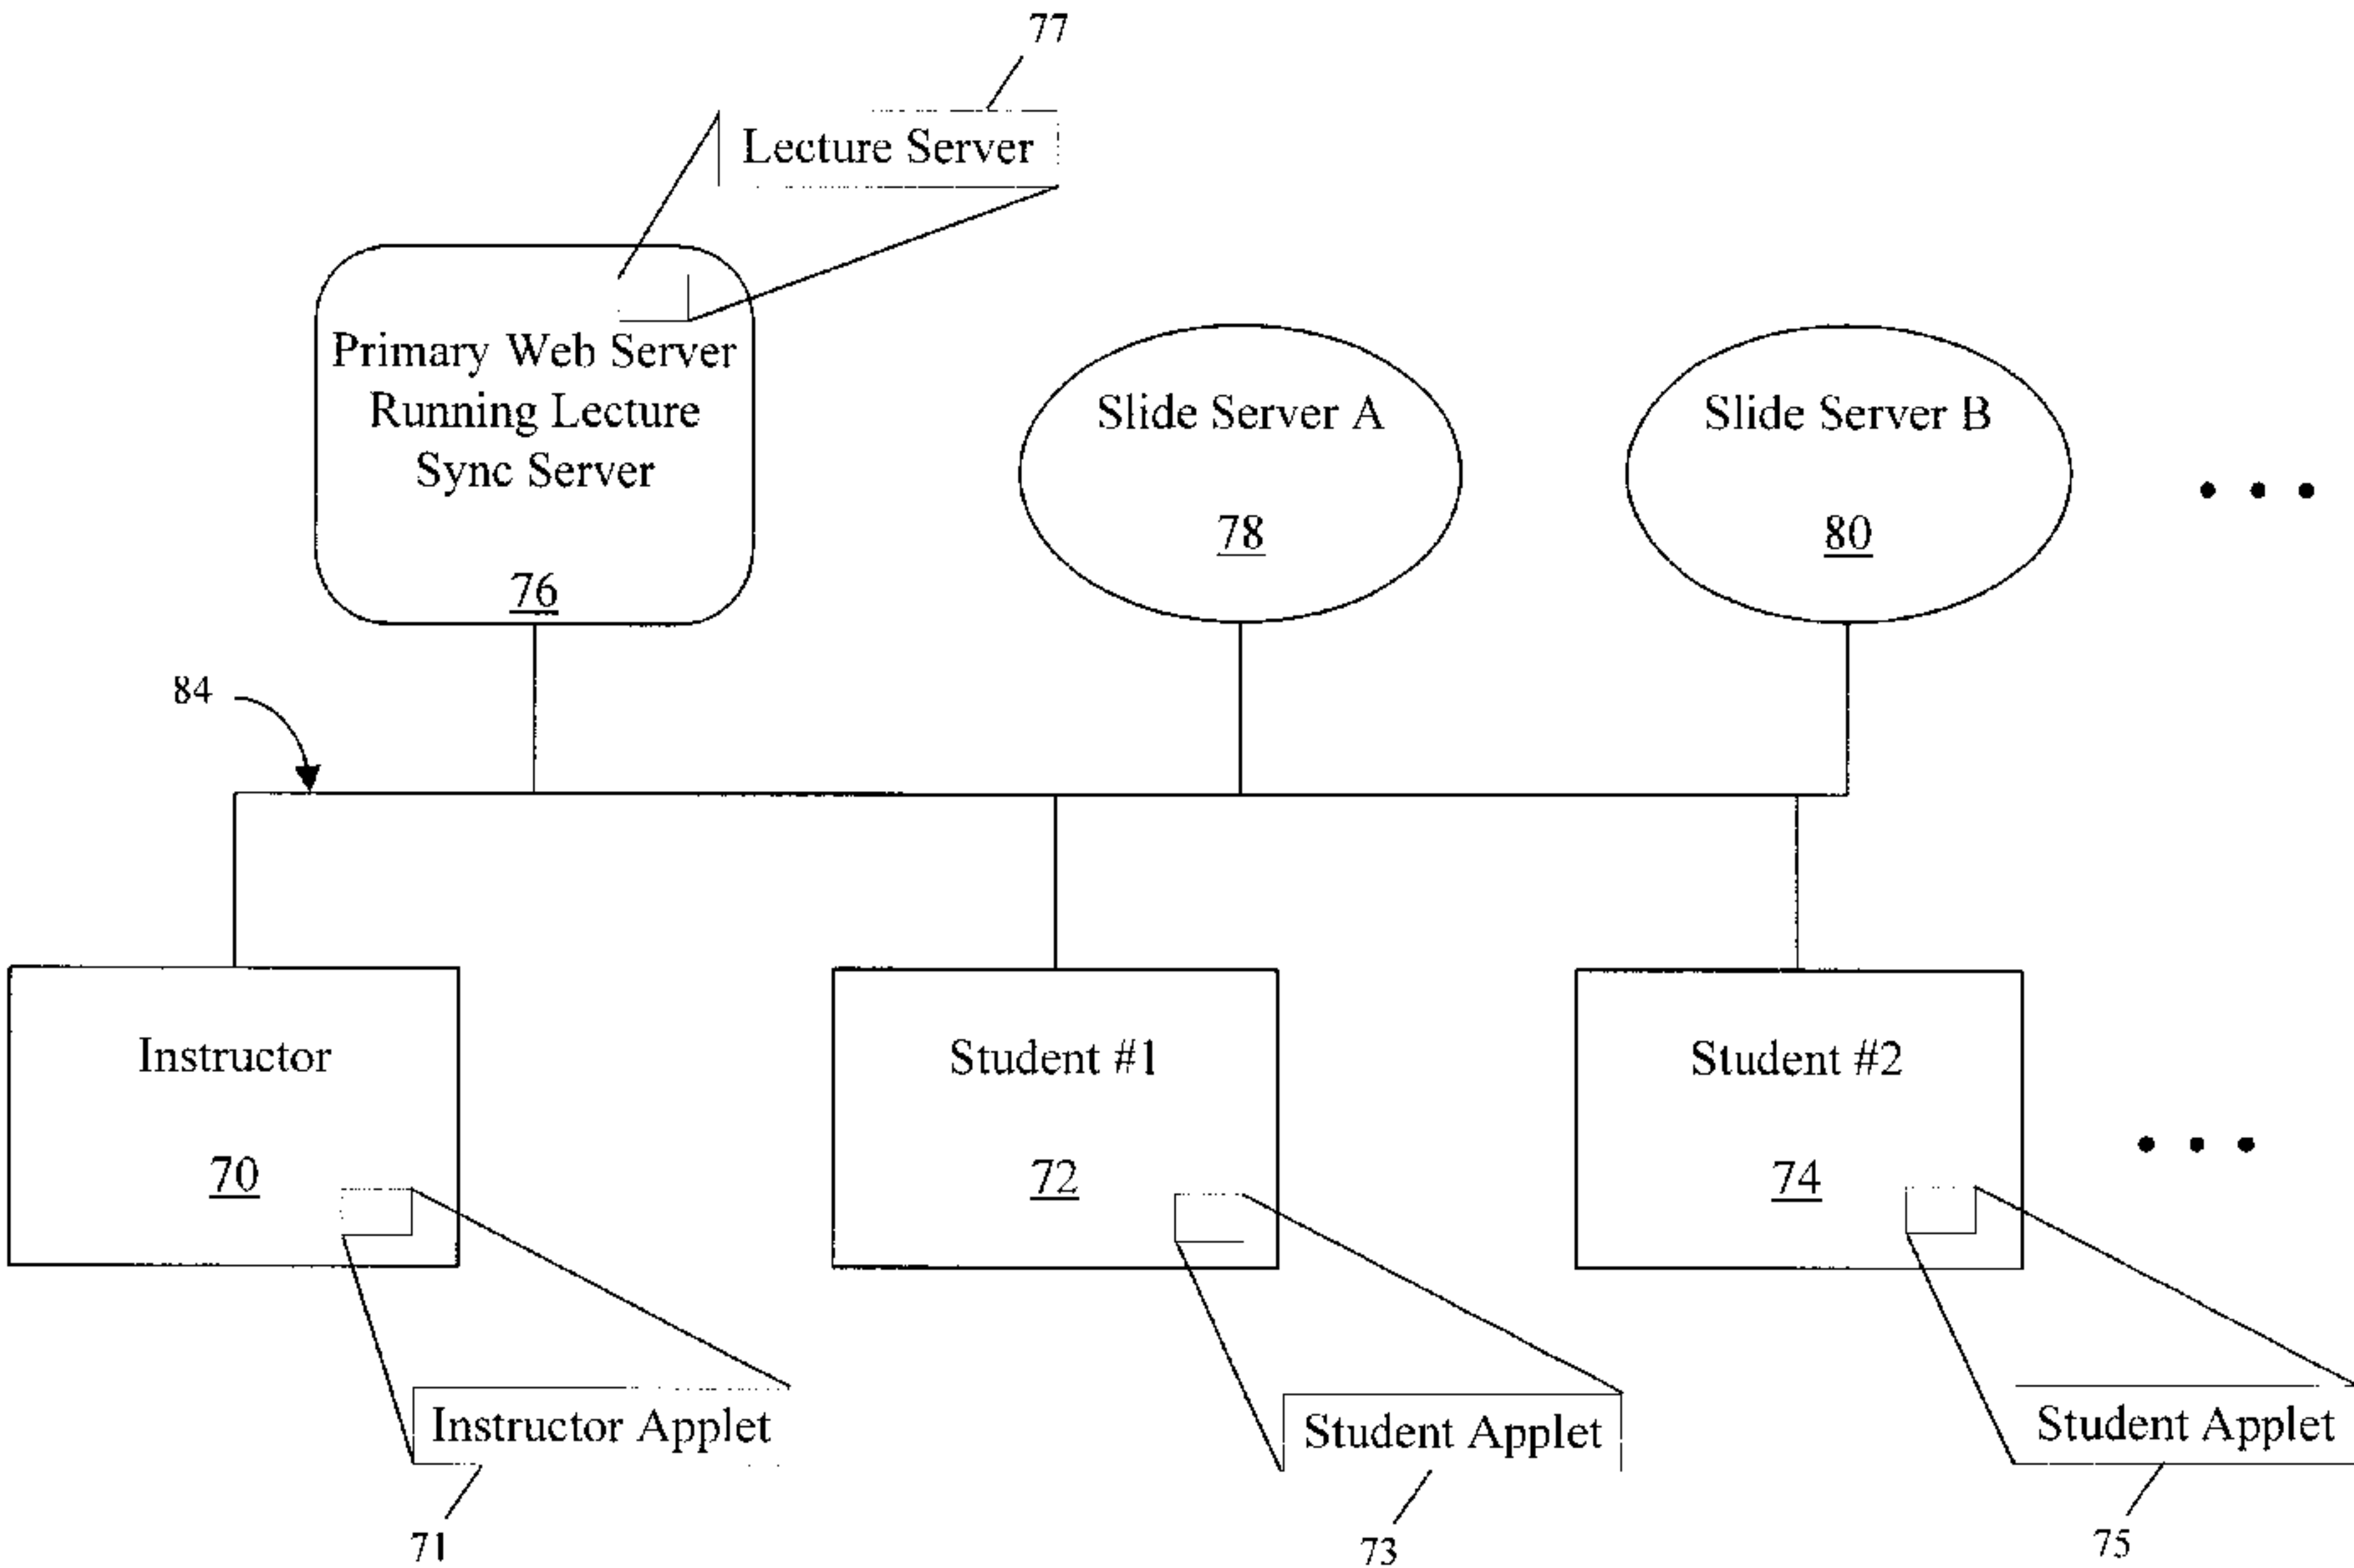 77
Lecture Server
Primary Web Server
Running Lecture
Sync Server
76
Slide Server A
78
Slide Server B
80
84
Instructor
70
Student #1
72
Student #2
74
Instructor Applet
71
Student Applet
73
Student Applet
75